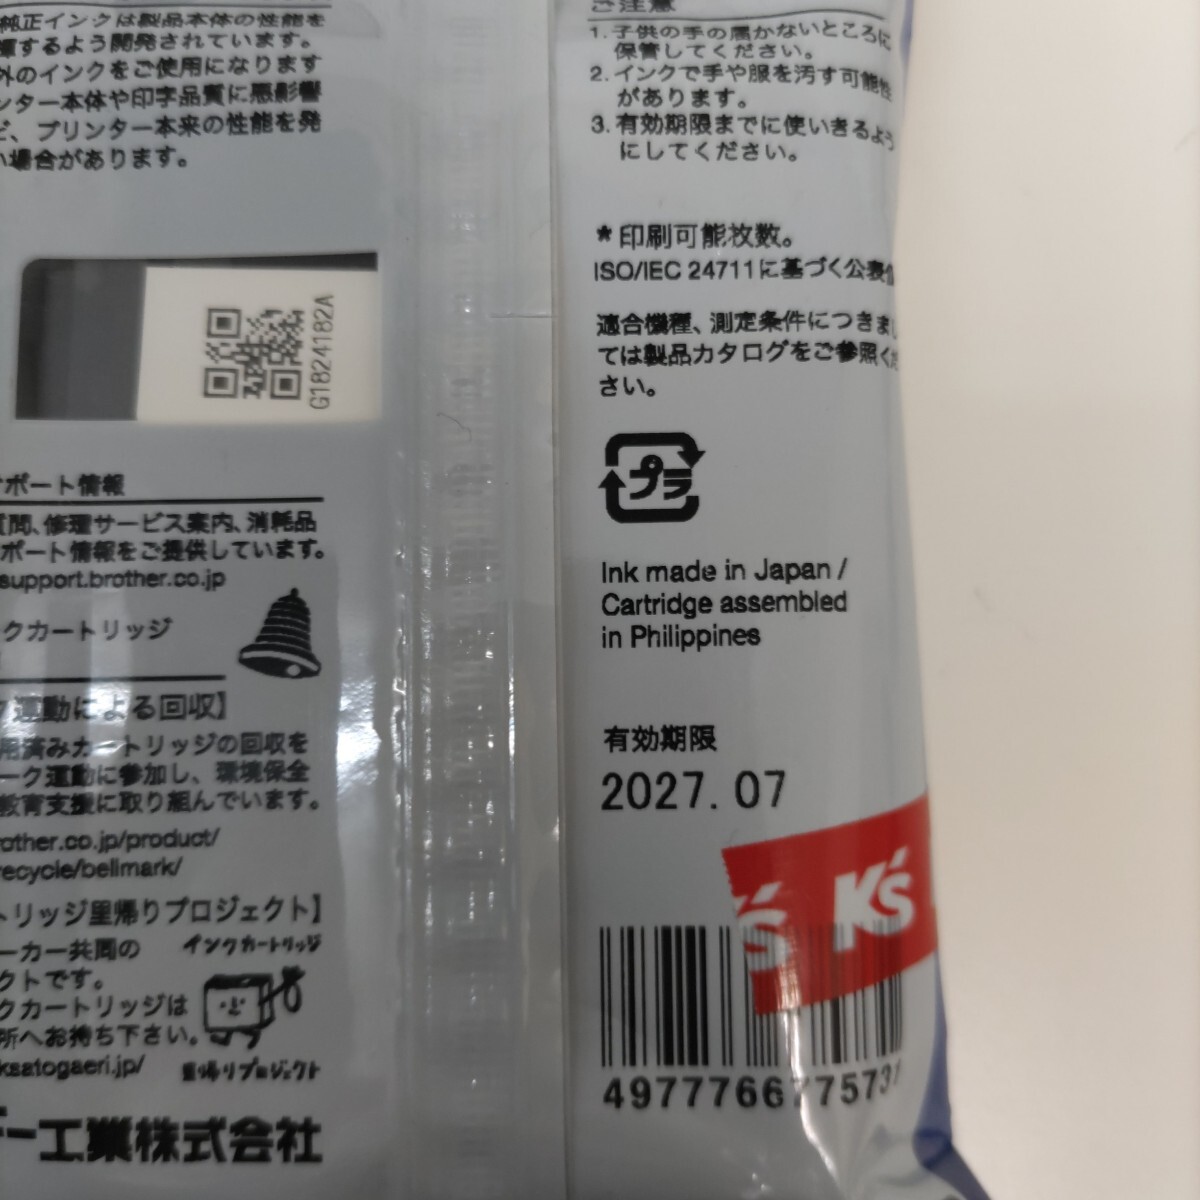 純正インクは製品本体の性能を
するよう開発されています。
外のインクをご使用になります
ンター本体や印字品質に悪影響
ど、プリンター本来の性能を発
い場合があります。
G1824182A
ポート情報
質問、修理サービス案内、消耗品
ポート情報をご提供しています。
support.brother.co.jp
クカートリッジ
ク運動による回収】
用済みカートリッジの回収を
ーク運動に参加し、環境保全
教育支援に取り組んでいます。
rother.co.jp/product/
recycle/bellmark/
トリッジ里帰りプロジェクト】
ーカー共同の
クトです。
クカートリッジは
所へお持ち下さい。
ksatogaeri.jp/
インクカートリッジ
里帰りプロジェクト
ー工業株式会社
ご注意
1. 子供の手の届かないところに
保管してください。
2. インクで手や服を汚す可能性
があります。
3. 有効期限までに使いきるよう
にしてください。
*印刷可能枚数。
ISO/IEC 24711に基づく公表値
適合機種、測定条件につきまし
ては製品カタログをご参照くだ
さい。
プラ
Ink made in Japan /
Cartridge assembled
in Philippines
有効期限
2027.07
K's
497776677573